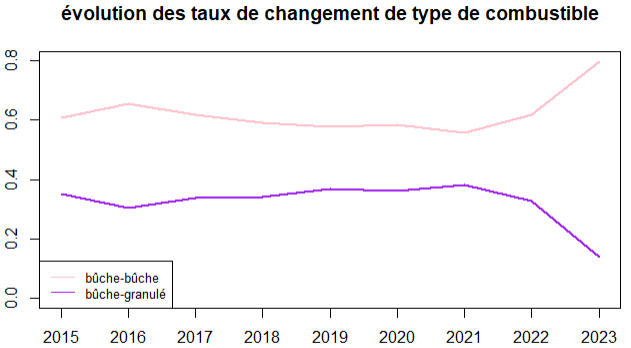 évolution des taux de changement de type de combustible
0.8
0.6
0.4
0.2
0.0
bûche-bûche
bûche-granulé
2015 2016 2017 2018 2019 2020 2021 2022 2023